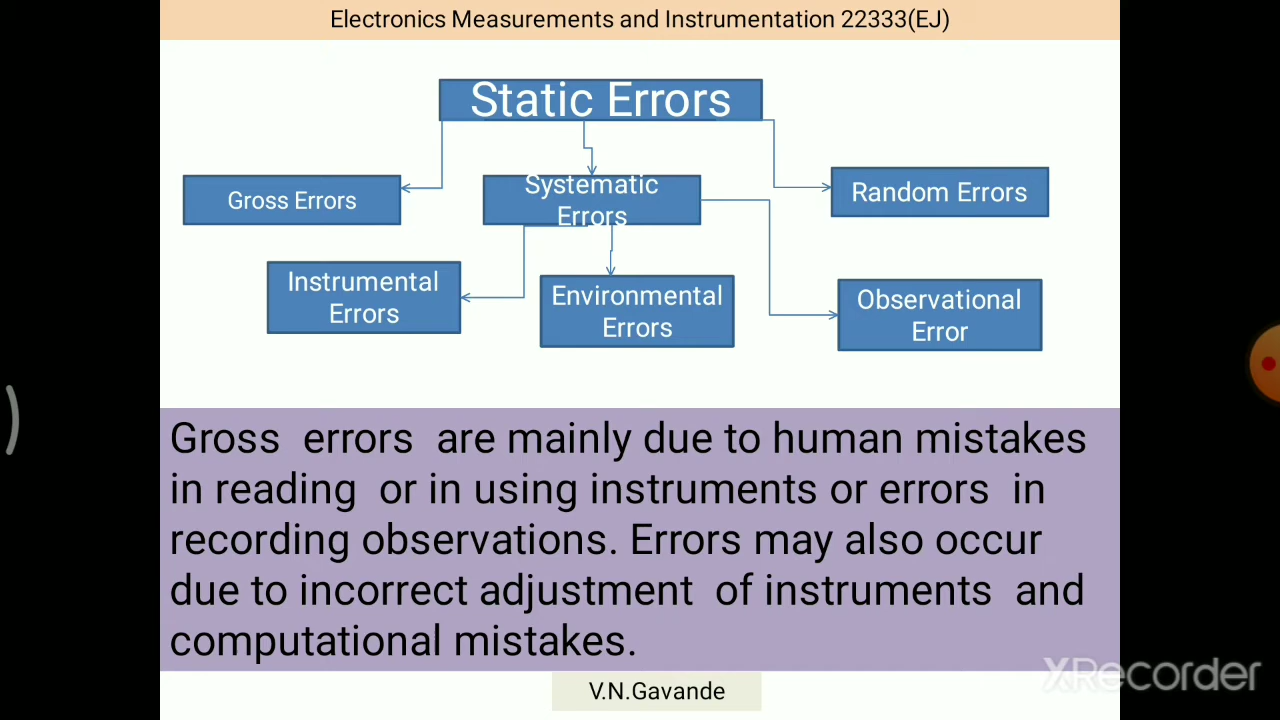 Electronics Measurements and Instrumentation 22333(EJ)
Static Errors
Gross Errors
Systematic
Errors
Random Errors
Instrumental
Errors
Environmental
Errors
Observational
Error
Gross errors are mainly due to human mistakes
in reading or in using instruments or errors in
recording observations. Errors may also occur
due to incorrect adjustment of instruments and
computational mistakes.
V.N.Gavande
XRecorder